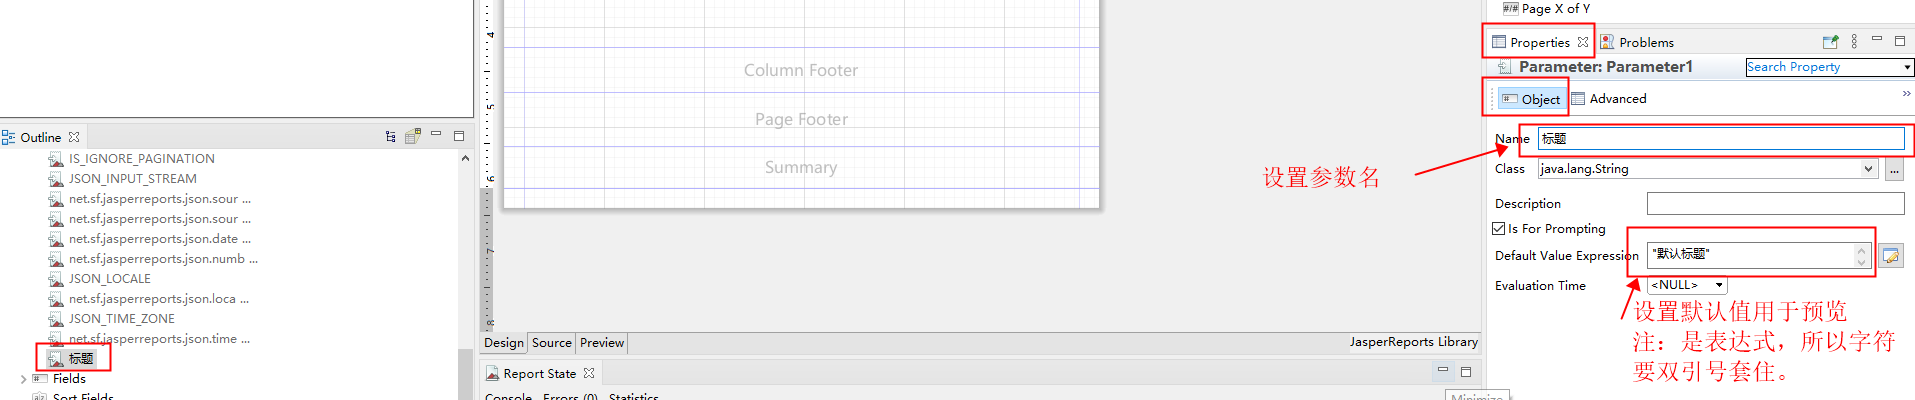 Page X of Y
Properties
Problems
Parameter: Parameter1
Search Property
Object
Advanced
Name
标题
Class
java.lang.String
...
Description
Is For Prompting
Default Value Expression
"默认标题"
Evaluation Time
<NULL>
设置参数名
设置默认值用于预览
注：是表达式，所以字符
要双引号套住。
4
5
6
7
8
Column Footer
Page Footer
Summary
Design
Source
Preview
JasperReports Library
Report State
Console
Errors (0)
Statistics
Minimize
Outline
IS_IGNORE_PAGINATION
JSON_INPUT_STREAM
net.sf.jasperreports.json.sour ...
net.sf.jasperreports.json.sour ...
net.sf.jasperreports.json.date ...
net.sf.jasperreports.json.numb ...
JSON_LOCALE
net.sf.jasperreports.json.loca ...
JSON_TIME_ZONE
net.sf.jasperreports.json.time ...
标题
Fields
Sort Fields